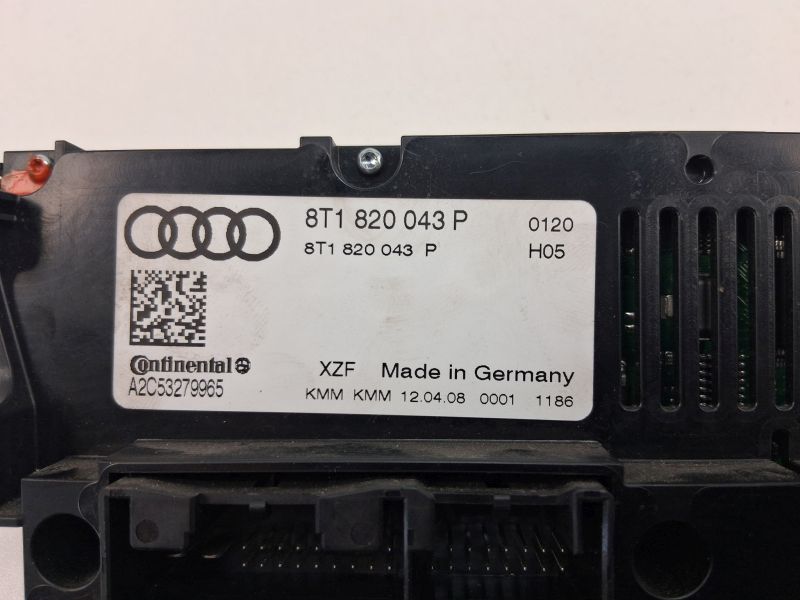 8T1 820 043 P 0120
8T1 820 043 P H05
Continental
A2C53279965
XZF Made in Germany
KMM KMM 12.04.08 0001 1186